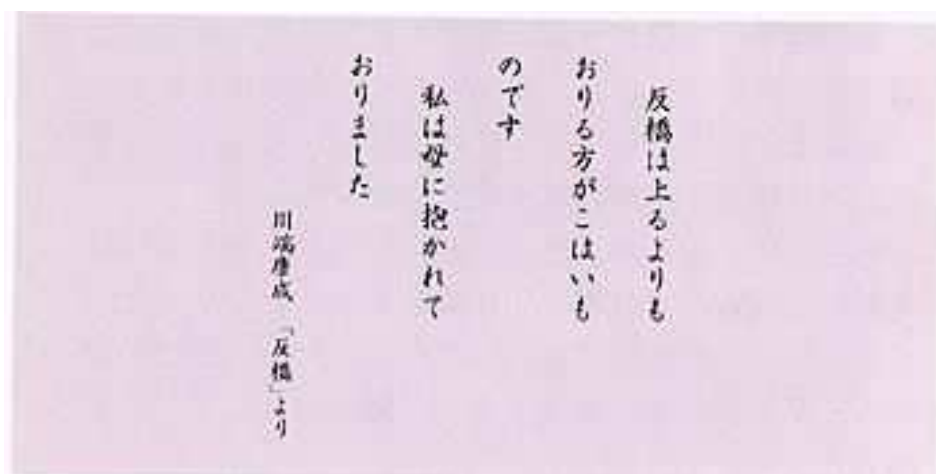 反橋は上るよりも
おりる方がこはいも
のです
私は母に抱かれて
おりました
川端康成「反橋」より